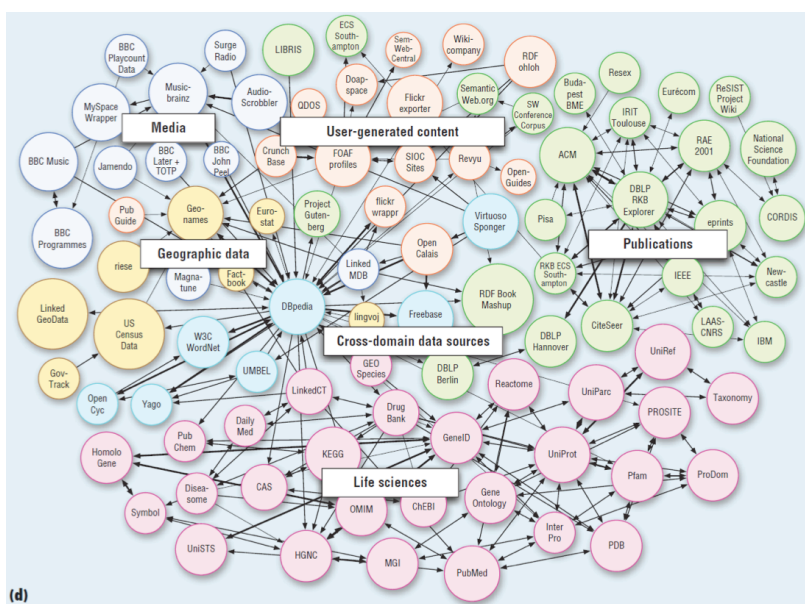 ECS
South-
ampton
LIBRIS
BBC
Playcount
Data
Surge
Radio
Music-
brainz
Audio-
Scrobbler
MySpace
Wrapper
Sem-
Web-
Central
Wiki-
company
RDF
ohloh
Doap-
space
QDOS
Flickr
exporter
Semantic
Web.org
SW
Conference
Corpus
Buda-
pest
BME
Resex
IRIT
Toulouse
Eurécom
ReSIST
Project
Wiki
National
Science
Foundation
ACM
RAE
2001
Media
User-generated content
BBC Music
Jamendo
BBC
Later +
TOTP
BBC
John
Peel
Crunch
Base
FOAF
profiles
SIOC
Sites
Revyu
Open-
Guides
DBLP
RKB
Explorer
CORDIS
BBC
Programmes
Pub
Guide
Geo-
names
Euro-
stat
Project
Guten-
berg
flickr
wrappr
Virtuoso
Sponger
Pisa
eprints
Geographic data
Publications
riese
Magna-
tune
Fact-
book
Linked
MDB
Open
Calais
RKB ECS
South-
ampton
IEEE
New-
castle
Linked
GeoData
US
Census
Data
DBpedia
lingvoj
Freebase
RDF Book
Mashup
CiteSeer
LAAS-
CNRS
IBM
W3C
WordNet
Cross-domain data sources
DBLP
Hannover
Gov-
Track
Open
Cyc
Yago
UMBEL
GEO
Species
DBLP
Berlin
Reactome
UniRef
UniParc
Taxonomy
LinkedCT
Drug
Bank
PROSITE
Daily
Med
Pub
Chem
Homolo
Gene
KEGG
GeneID
UniProt
Pfam
ProDom
Life sciences
Disea-
some
CAS
Symbol
OMIM
ChEBI
Gene
Ontology
Inter
Pro
PDB
UniSTS
HGNC
MGI
PubMed
(d)